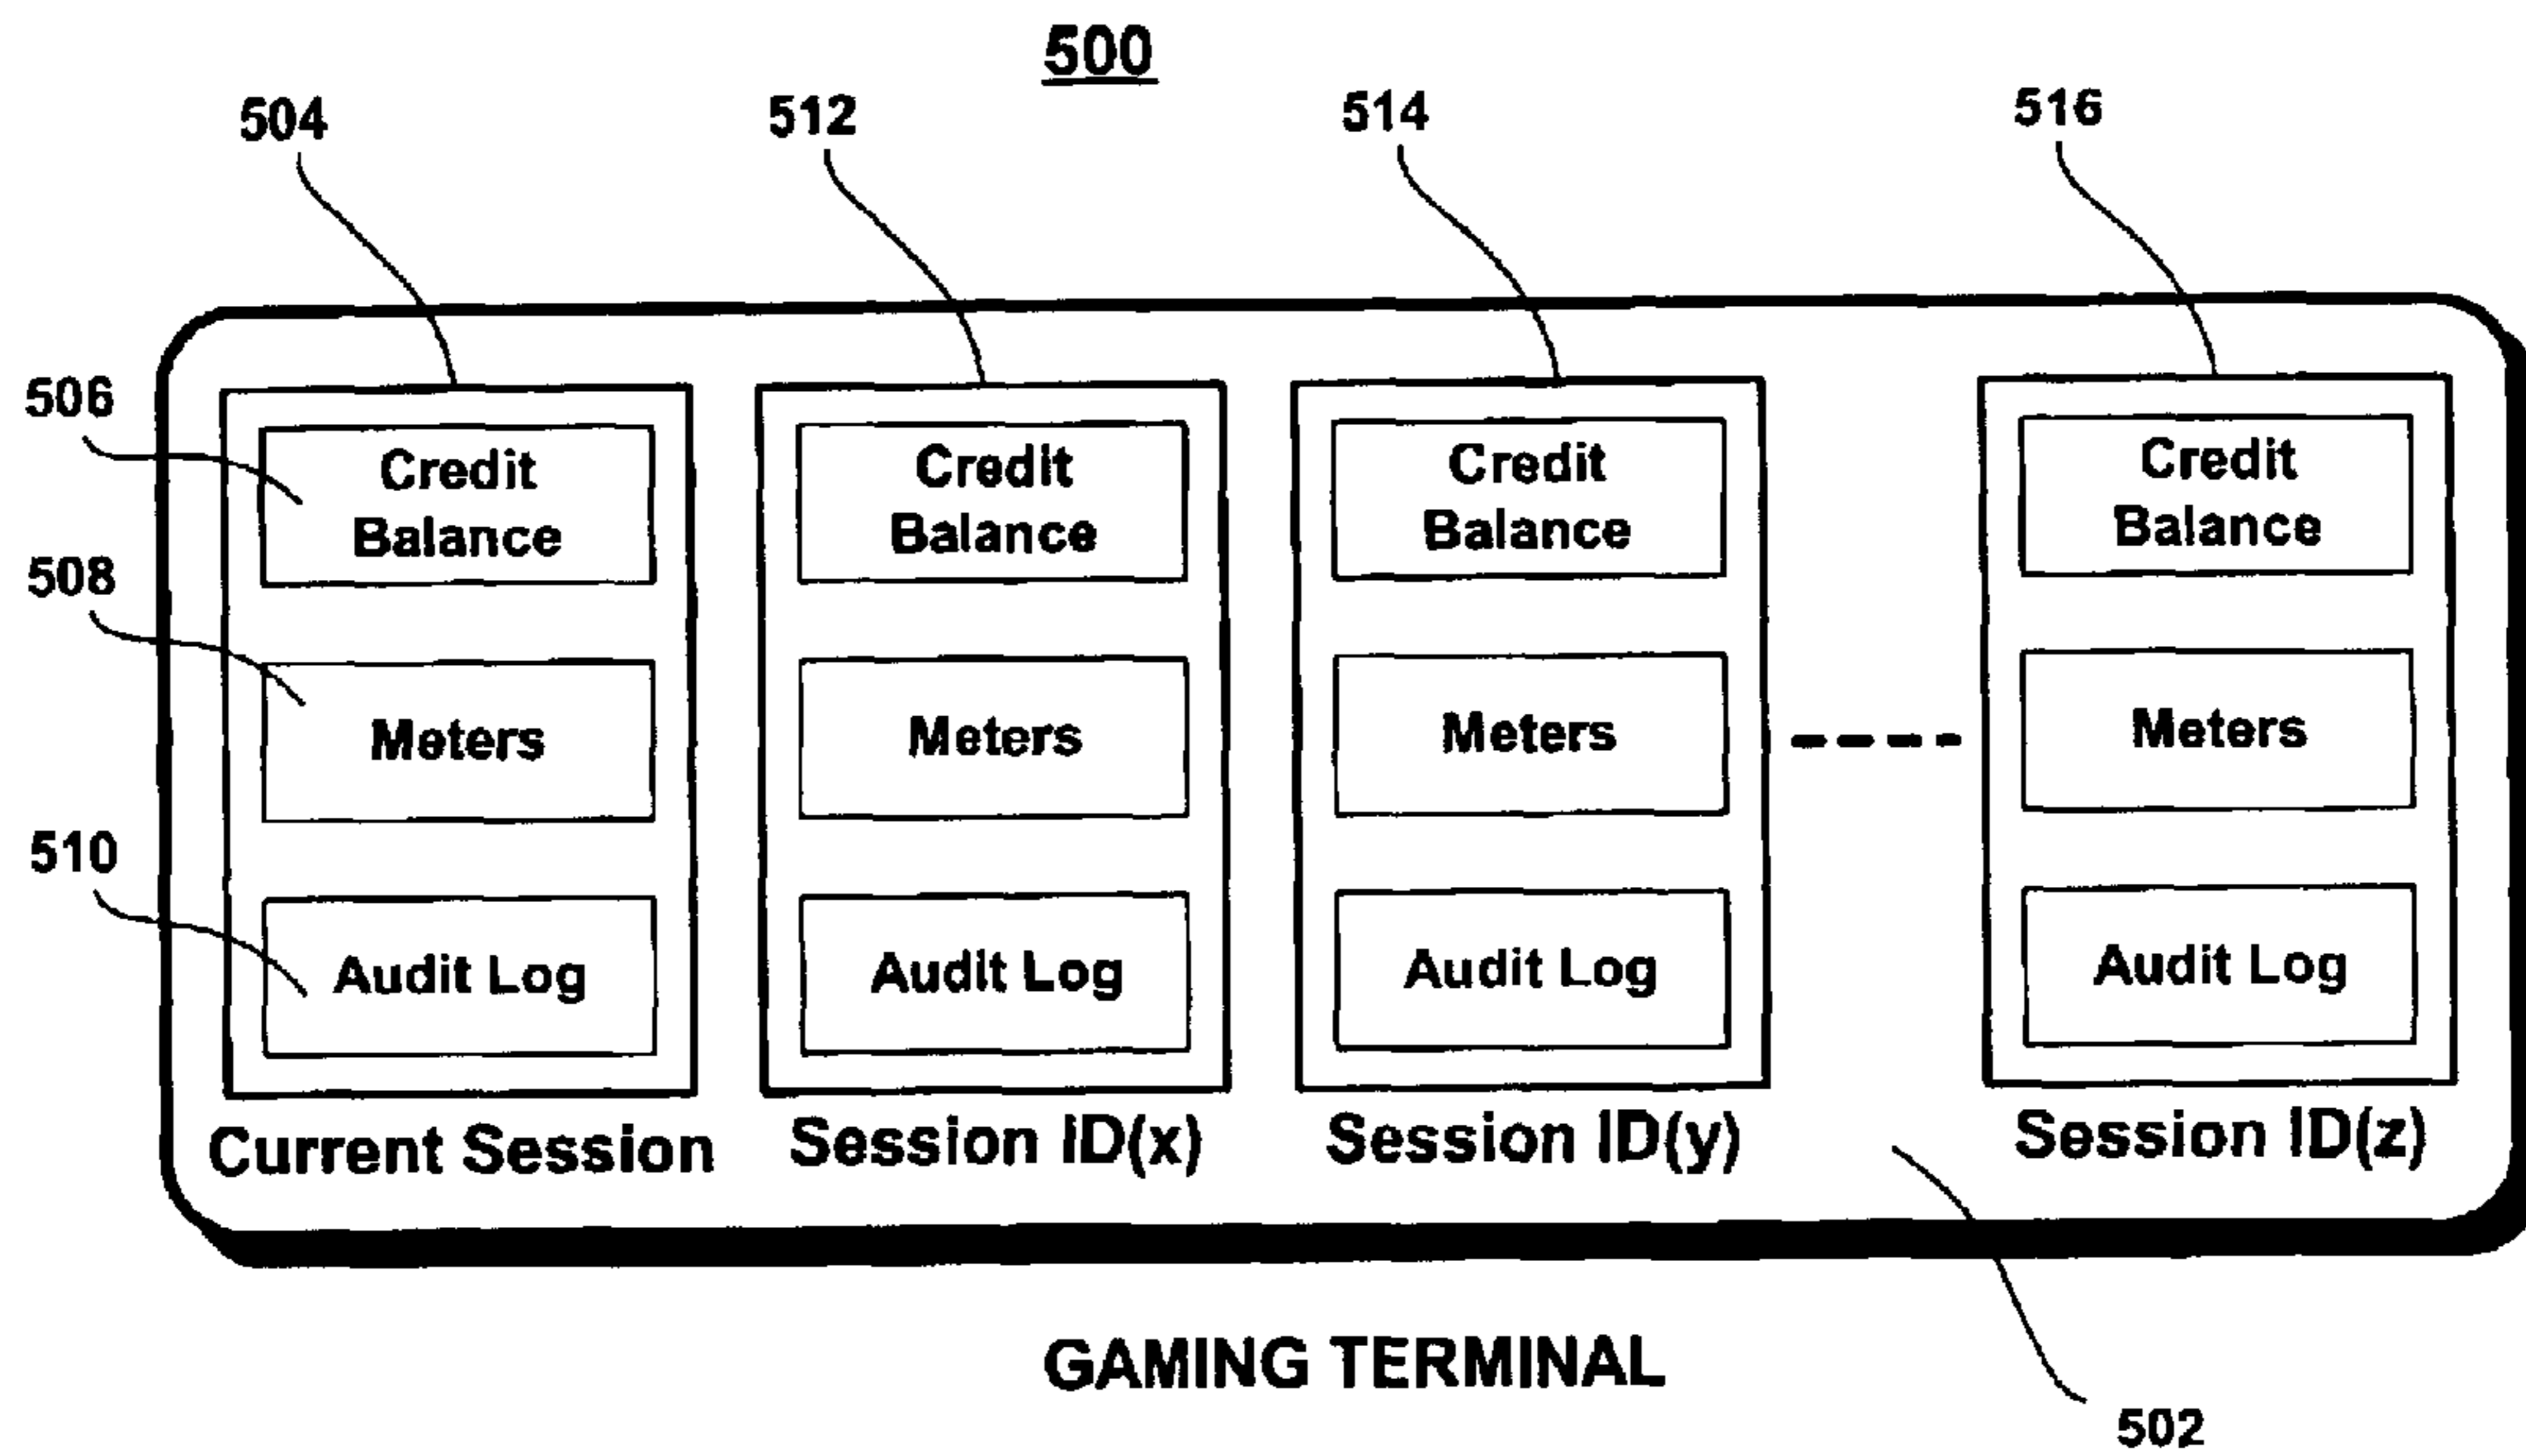 500
504
512
514
516
506
508
510
Credit
Balance
Meters
Audit Log
Current Session
Credit
Balance
Meters
Audit Log
Session ID(x)
Credit
Balance
Meters
Audit Log
Session ID(y)
Credit
Balance
Meters
Audit Log
Session ID(z)
GAMING TERMINAL
502